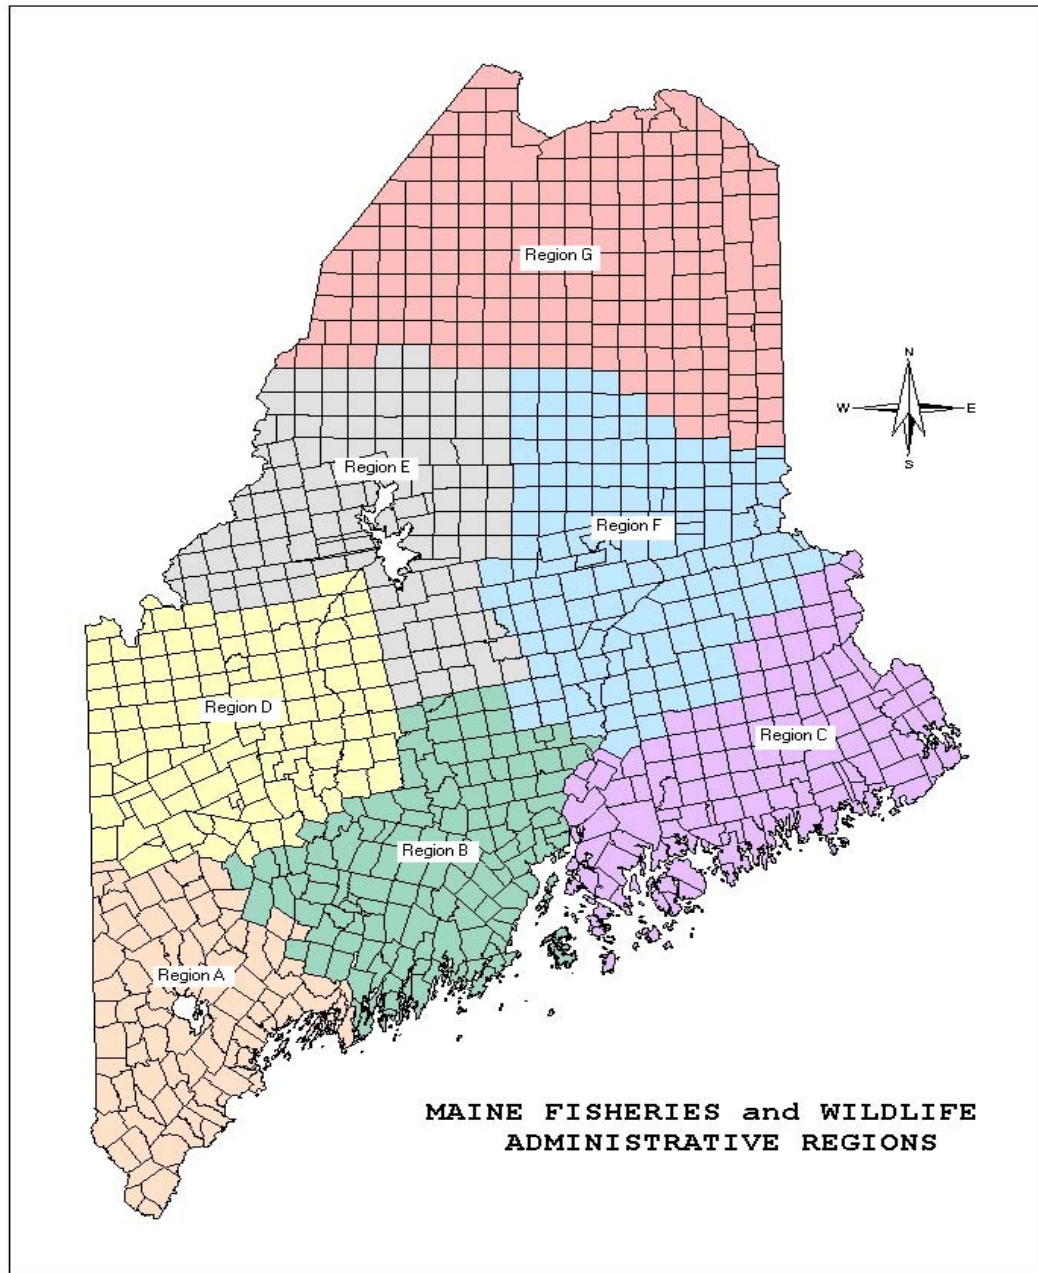 Region G
N
W
E
S
Region E
Region F
Region D
Region C
Region B
Region A
MAINE FISHERIES and WILDLIFE
ADMINISTRATIVE REGIONS